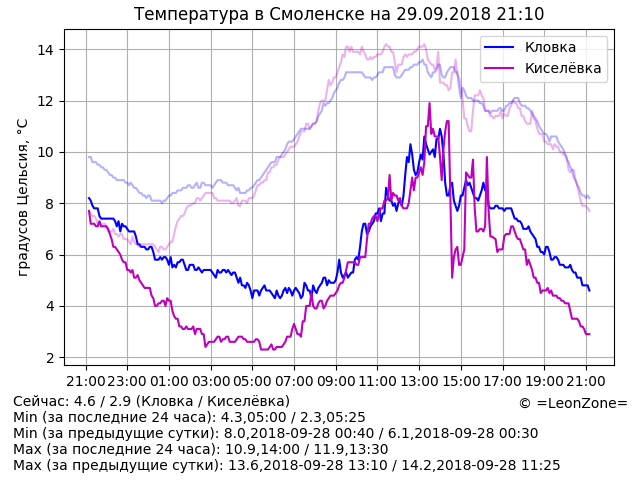 Температура в Смоленске на 29.09.2018 21:10
Кловка
Киселёвка
градусов Цельсия, °C
14
12
10
8
6
4
2
21:00 23:00 01:00 03:00 05:00 07:00 09:00 11:00 13:00 15:00 17:00 19:00 21:00
Сейчас: 4.6 / 2.9 (Кловка / Киселёвка)
© =LeonZone=
Min (за последние 24 часа): 4.3,05:00 / 2.3,05:25
Min (за предыдущие сутки): 8.0,2018-09-28 00:40 / 6.1,2018-09-28 00:30
Max (за последние 24 часа): 10.9,14:00 / 11.9,13:30
Max (за предыдущие сутки): 13.6,2018-09-28 13:10 / 14.2,2018-09-28 11:25